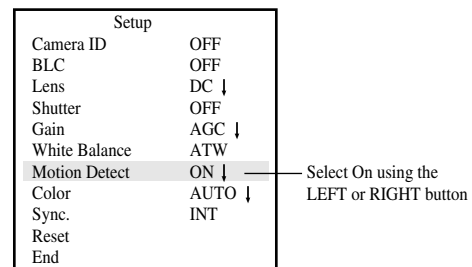 Setup
Camera ID OFF
BLC OFF
Lens DC ↓
Shutter OFF
Gain AGC ↓
White Balance ATW
Motion Detect ON ↓
Color AUTO ↓
Sync. INT
Reset
End
Select On using the
LEFT or RIGHT button